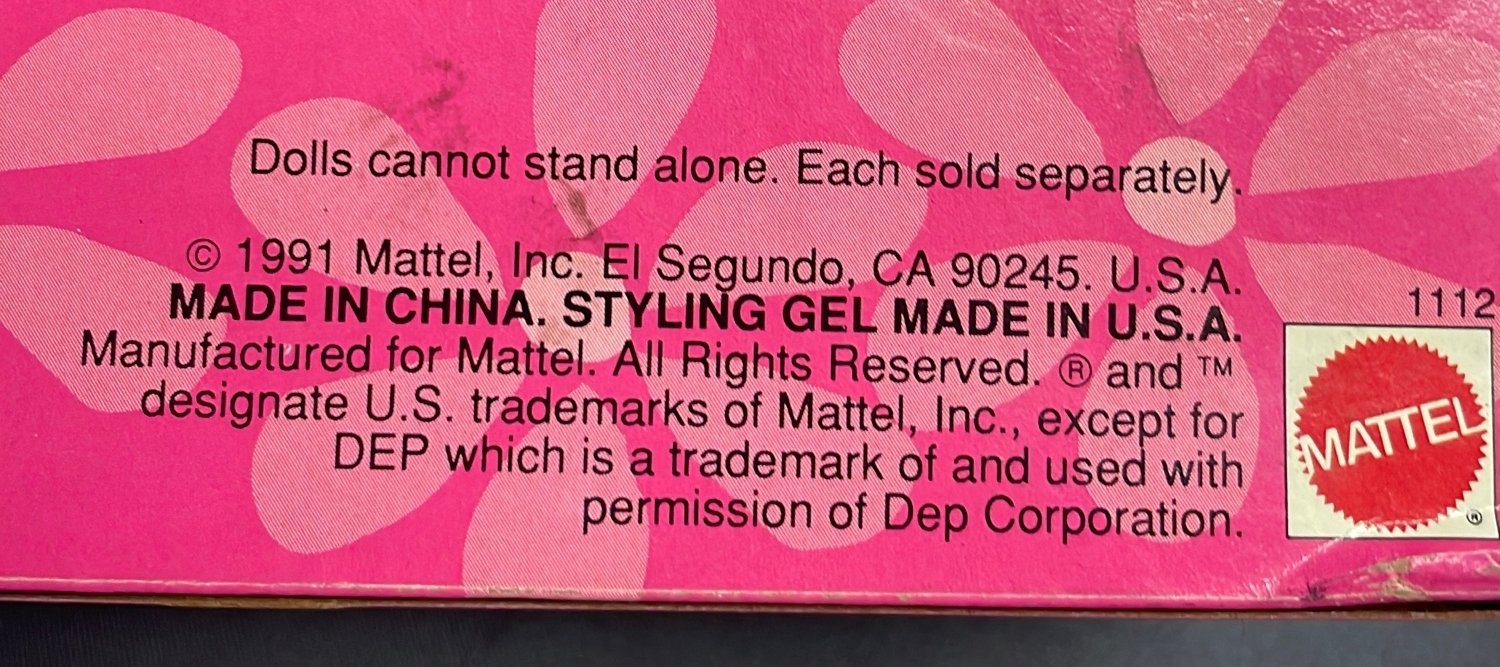 Dolls cannot stand alone. Each sold separately.
© 1991 Mattel, Inc. El Segundo, CA 90245. U.S.A.
MADE IN CHINA. STYLING GEL MADE IN U.S.A.
Manufactured for Mattel. All Rights Reserved. ® and ™
designate U.S. trademarks of Mattel, Inc., except for
DEP which is a trademark of and used with
permission of Dep Corporation.
1112
MATTEL
®